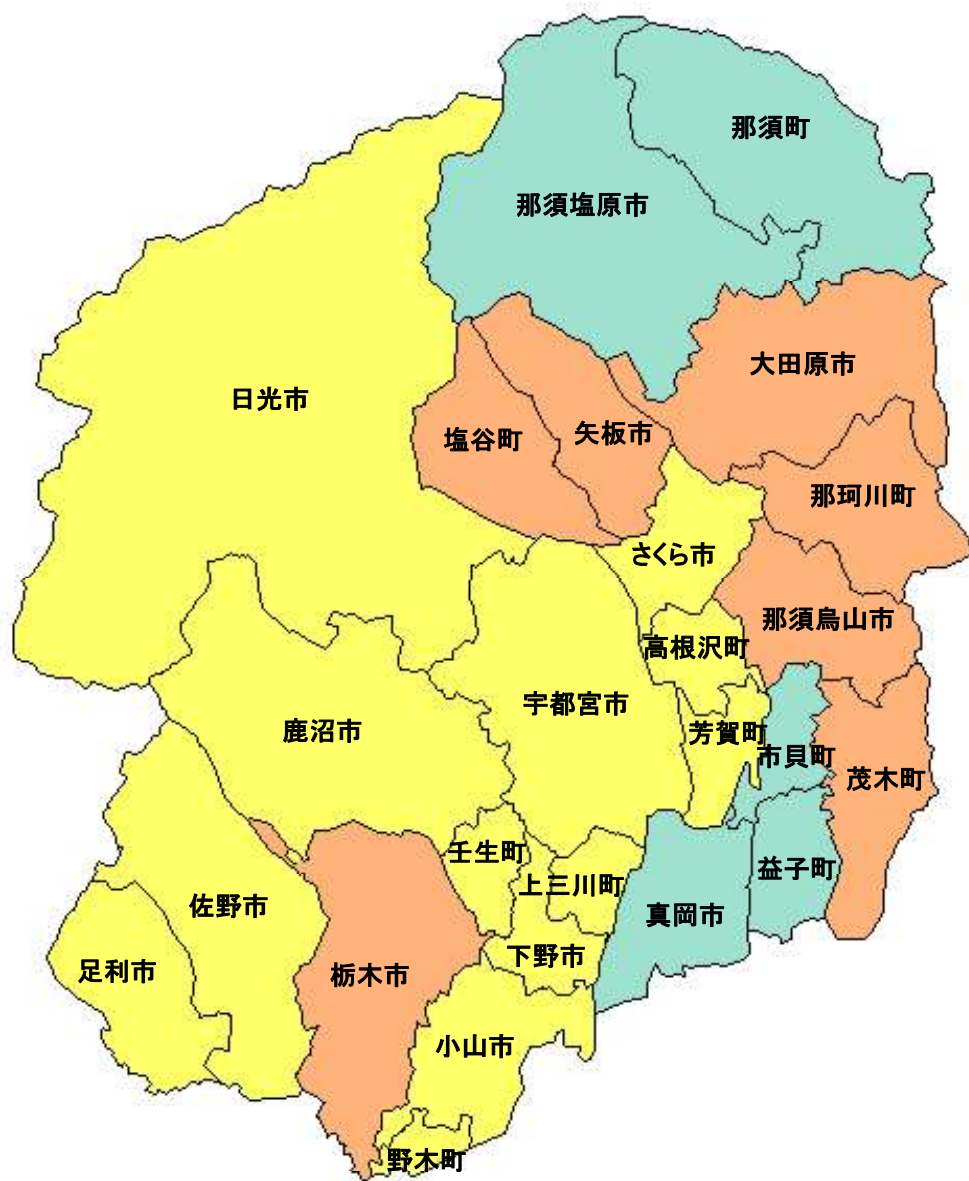 那須町
那須塩原市
大田原市
日光市
塩谷町
矢板市
那珂川町
さくら市
那須烏山市
高根沢町
宇都宮市
鹿沼市
芳賀町
市貝町
茂木町
壬生町
上三川町
益子町
佐野市
真岡市
下野市
足利市
栃木市
小山市
野木町